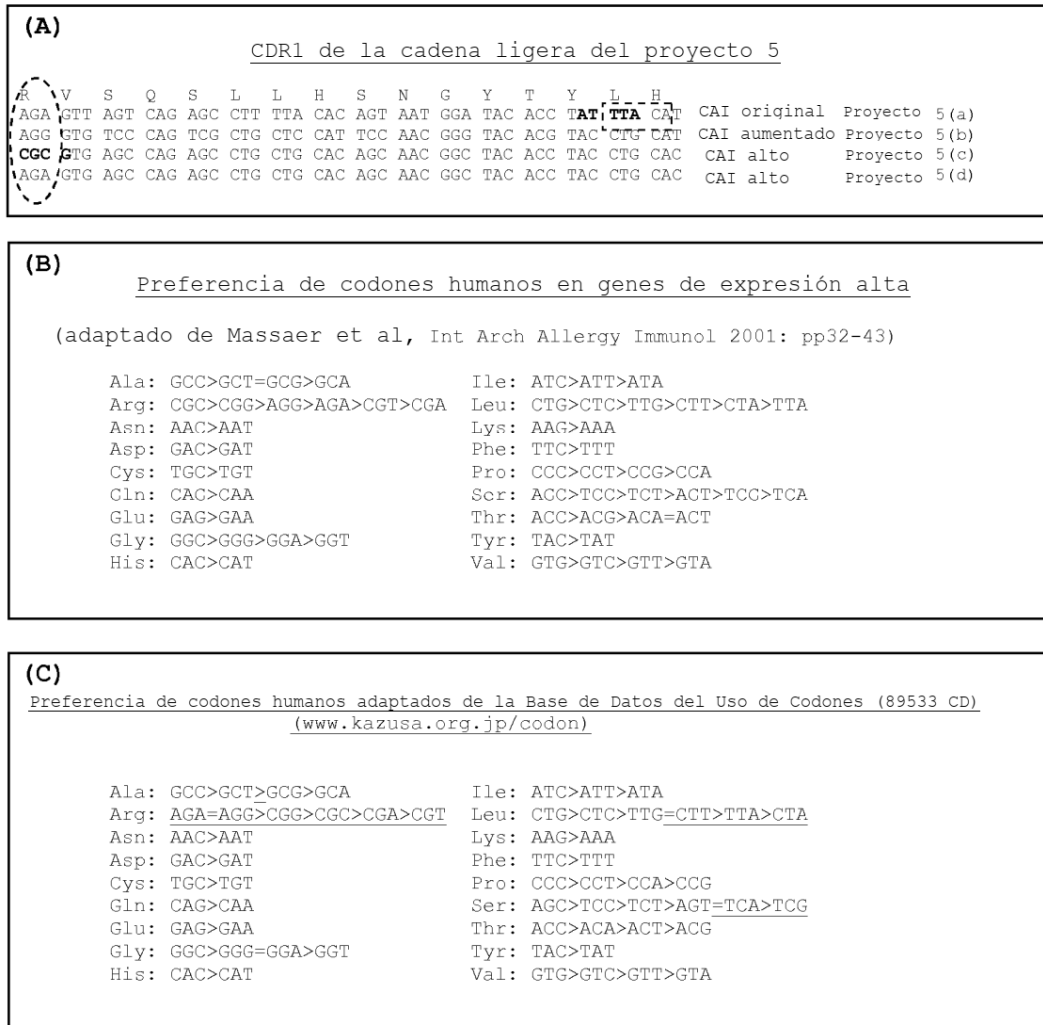 (A)
CDR1 de la cadena ligera del proyecto 5
R V S Q S L L H S N G Y T Y L H
AGA GTT AGT CAG AGC CTT TTA CAC AGT AAT GGA TAC ACC TAT TTA CAT CAI original Proyecto 5(a)
AGG GTG TCC CAG TCG CTG CTC CAT TCC AAC GGG TAC ACG TAC CTG CAT CAI aumentado Proyecto 5(b)
CGC GTG AGC CAG AGC CTG CTG CAC AGC AAC GGC TAC ACC TAC CTG CAC CAI alto Proyecto 5(c)
AGA GTG AGC CAG AGC CTG CTG CAC AGC AAC GGC TAC ACC TAC CTG CAC CAI alto Proyecto 5(d)
(B)
Preferencia de codones humanos en genes de expresión alta
(adaptado de Massaer et al, Int Arch Allergy Immunol 2001: pp32-43)
Ala: GCC>GCT=GCG>GCA
Arg: CGC>CGG>AGG>AGA>CGT>CGA
Asn: AAC>AAT
Asp: GAC>GAT
Cys: TGC>TGT
Gln: CAG>CAA
Glu: GAG>GAA
Gly: GGC>GGG>GGA>GGT
His: CAC>CAT
Ile: ATC>ATT>ATA
Leu: CTG>CTC>TTG>CTT>CTA>TTA
Lys: AAG>AAA
Phe: TTC>TTT
Pro: CCC>CCT>CCG>CCA
Ser: AGC>TCC>TCT>AGT>TCG>TCA
Thr: ACC>ACG>ACA=ACT
Tyr: TAC>TAT
Val: GTG>GTC>GTT>GTA
(C)
Preferencia de codones humanos adaptados de la Base de Datos del Uso de Codones (89533 CD)
(www.kazusa.org.jp/codon)
Ala: GCC>GCT>GCG>GCA
Arg: AGA=AGG>CGG>CGC>CGA>CGT
Asn: AAC>AAT
Asp: GAC>GAT
Cys: TGC>TGT
Gln: CAG>CAA
Glu: GAG>GAA
Gly: GGC>GGG=GGA>GGT
His: CAC>CAT
Ile: ATC>ATT>ATA
Leu: CTG>CTC>TTG=CTT>TTA>CTA
Lys: AAG>AAA
Phe: TTC>TTT
Pro: CCC>CCT>CCA>CCG
Ser: AGC>TCC>TCT>AGT=TCA>TCG
Thr: ACC>ACA>ACT>ACG
Tyr: TAC>TAT
Val: GTG>GTC>GTT>GTA